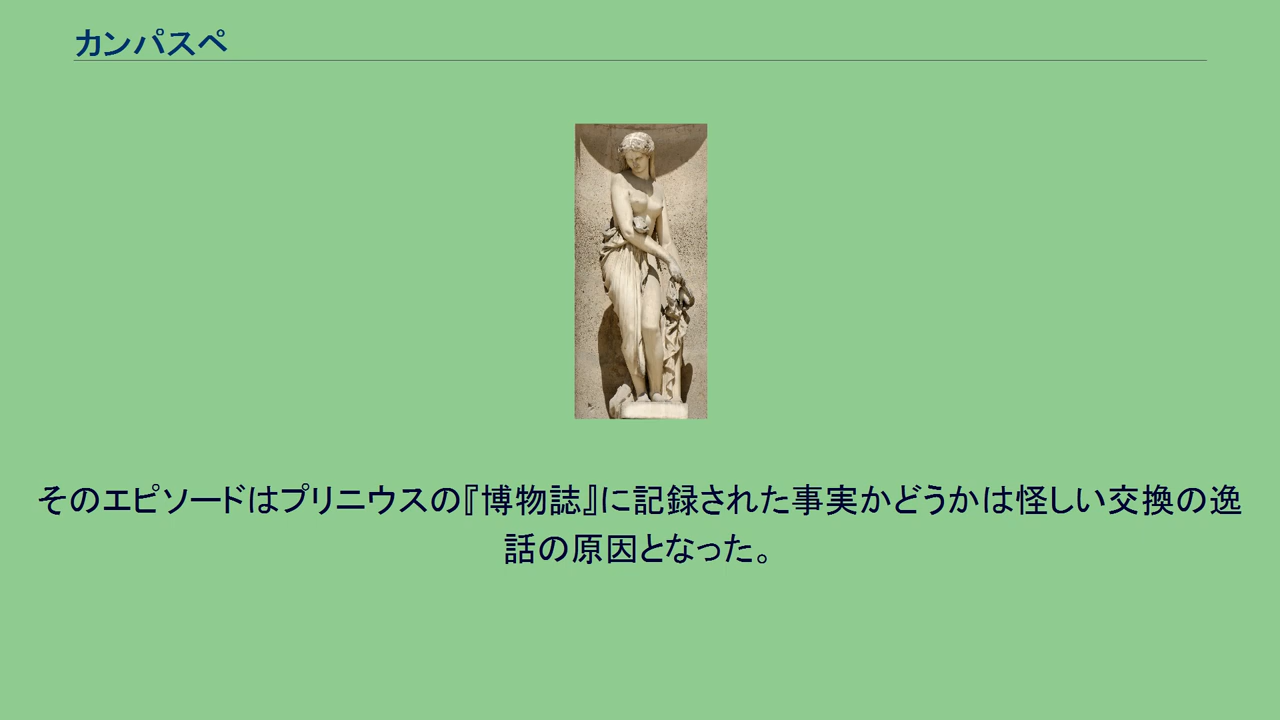 カンパスペ
そのエピソードはプリニウスの『博物誌』に記録された事実かどうかは怪しい交換の逸
話の原因となった。